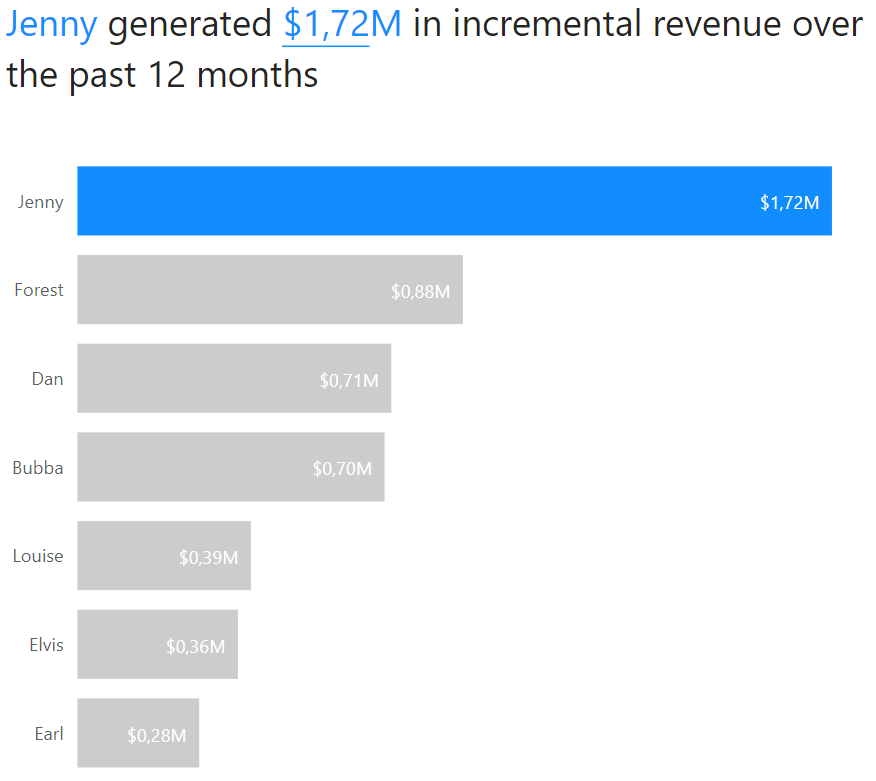 Jenny generated $1,72M in incremental revenue over
the past 12 months
Jenny $1,72M
Forest $0,88M
Dan $0,71M
Bubba $0,70M
Louise $0,39M
Elvis $0,36M
Earl $0,28M